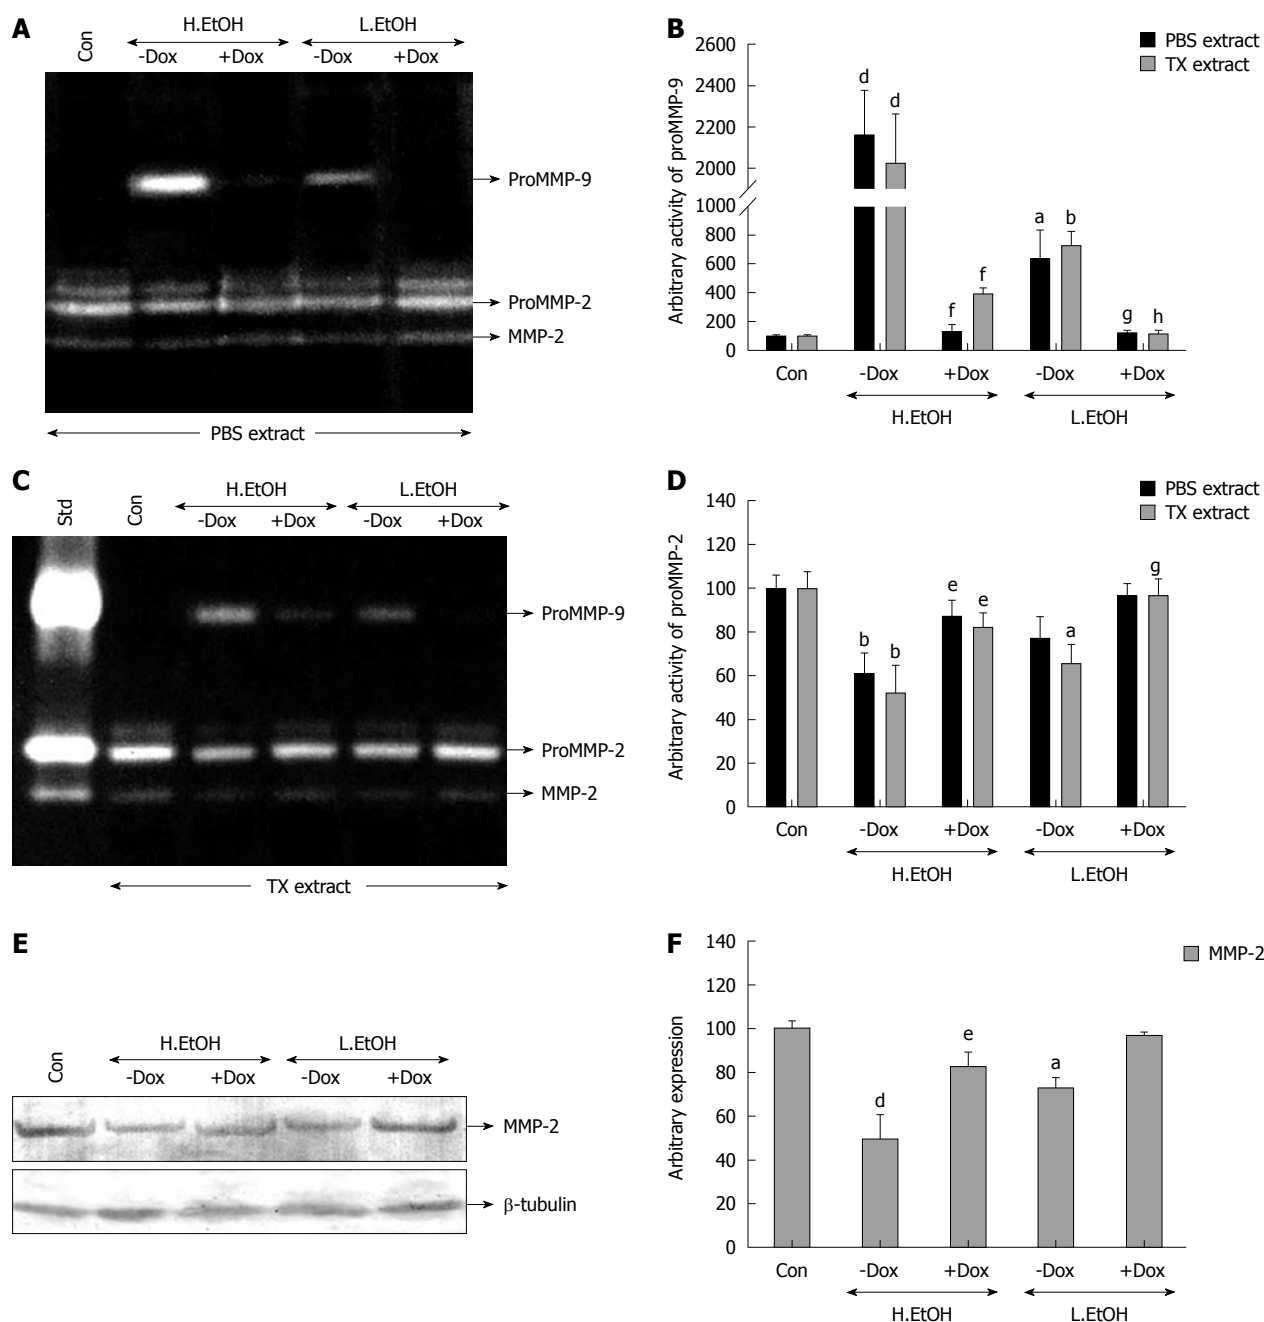 A
Con
H.EtOH
L.EtOH
-Dox
+Dox
-Dox
+Dox
ProMMP-9
ProMMP-2
MMP-2
PBS extract
B
PBS extract
TX extract
Arbitrary activity of proMMP-9
2600
2400
2200
2000
1000
800
600
400
200
0
d
d
f
f
a
b
g
h
Con
-Dox
+Dox
-Dox
+Dox
H.EtOH
L.EtOH
C
Std
Con
H.EtOH
L.EtOH
-Dox
+Dox
-Dox
+Dox
ProMMP-9
ProMMP-2
MMP-2
TX extract
D
PBS extract
TX extract
Arbitrary activity of proMMP-2
140
120
100
80
60
40
20
0
b
b
e
e
a
g
Con
-Dox
+Dox
-Dox
+Dox
H.EtOH
L.EtOH
E
Con
H.EtOH
L.EtOH
-Dox
+Dox
-Dox
+Dox
MMP-2
β-tubulin
F
MMP-2
Arbitrary expression
140
120
100
80
60
40
20
0
d
e
a
Con
-Dox
+Dox
-Dox
+Dox
H.EtOH
L.EtOH